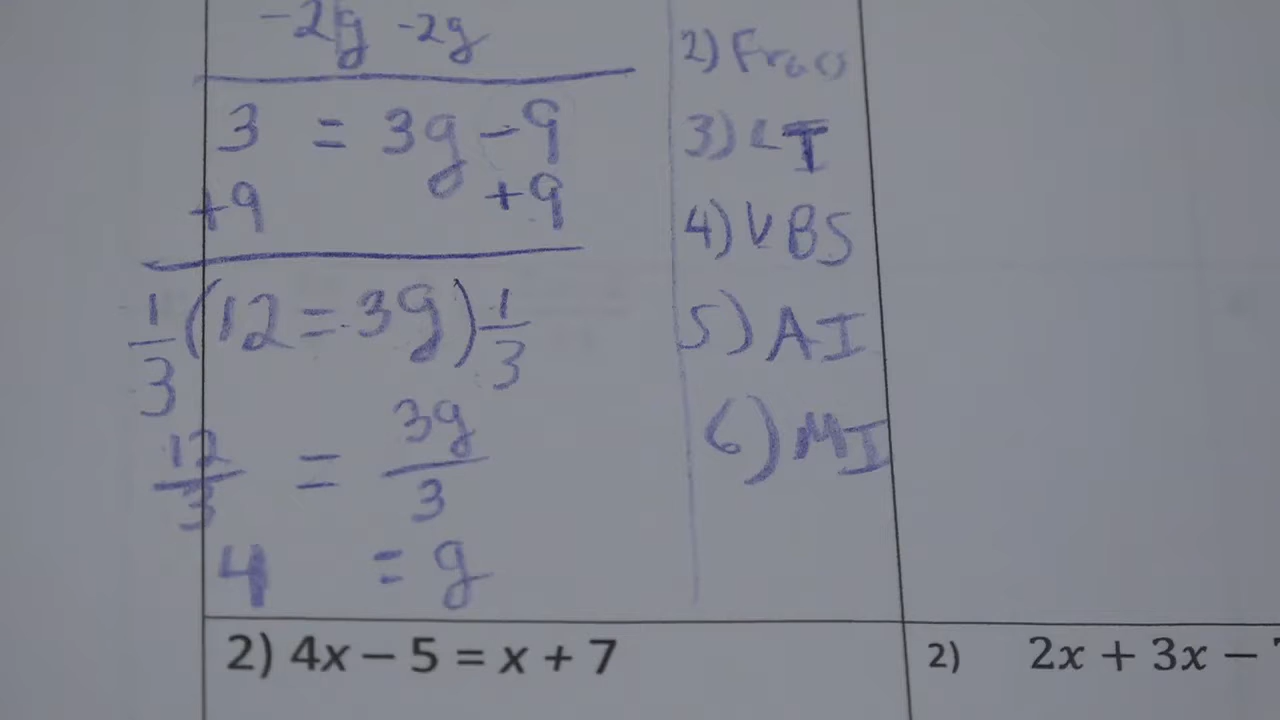 -2g -2g
3 = 3g - 9
+9 +9
1/3 (12 = 3g) 1/3
12/3 = 3g/3
4 = g
2)
3) LT
4) VBS
5) AI
6) MI
2) 4x − 5 = x + 7
2) 2x + 3x −